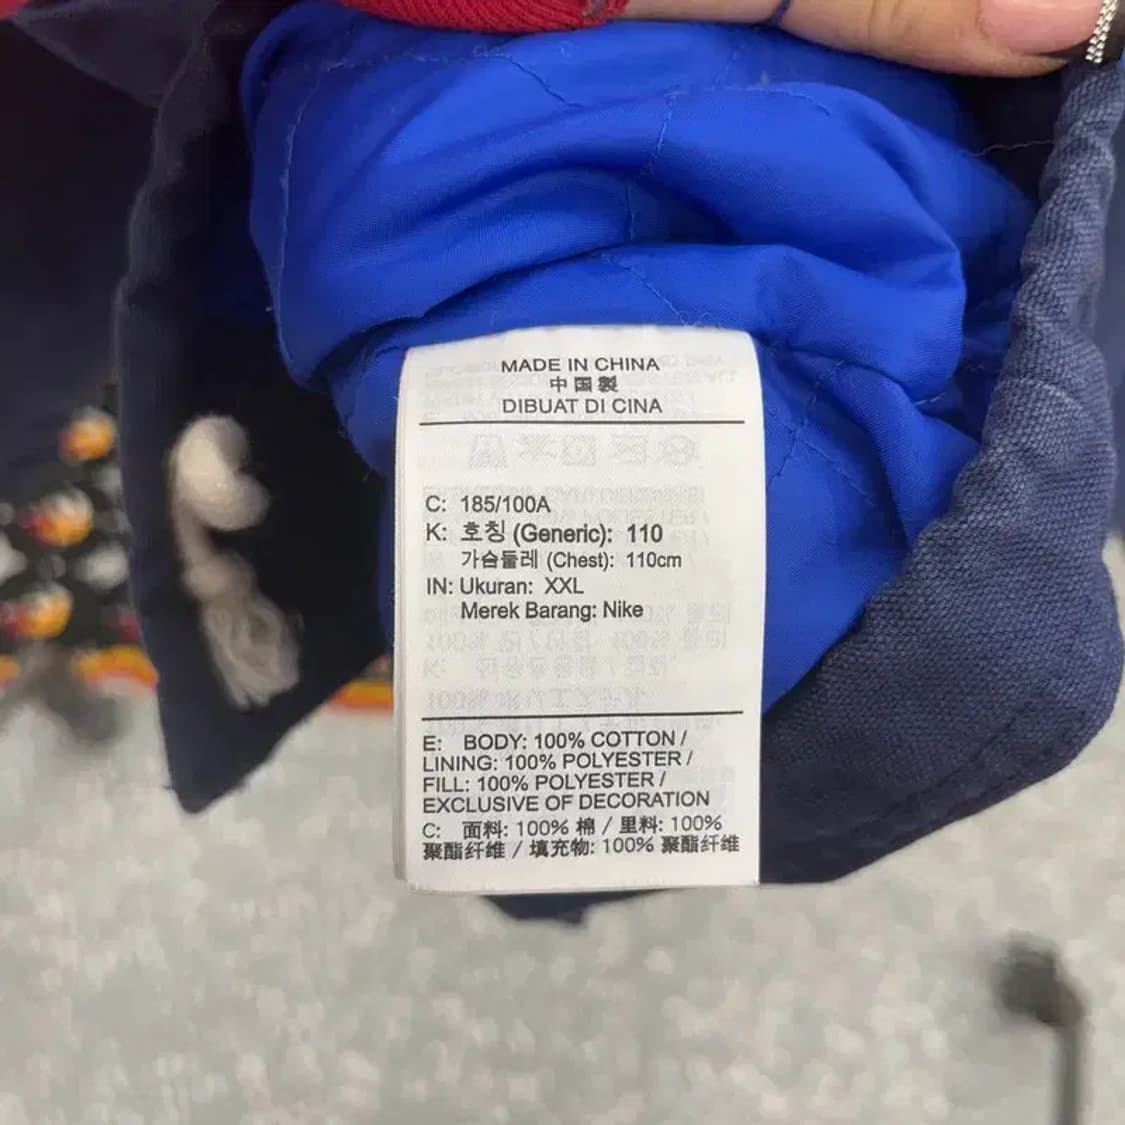 MADE IN CHINA
中国製
DIBUAT DI CINA
C: 185/100A
K: 호칭 (Generic): 110
가슴둘레 (Chest): 110cm
IN: Ukuran: XXL
Merek Barang: Nike
E: BODY: 100% COTTON /
LINING: 100% POLYESTER /
FILL: 100% POLYESTER /
EXCLUSIVE OF DECORATION
C: 面料: 100% 棉 / 里料: 100%
聚酯纤维 / 填充物: 100% 聚酯纤维